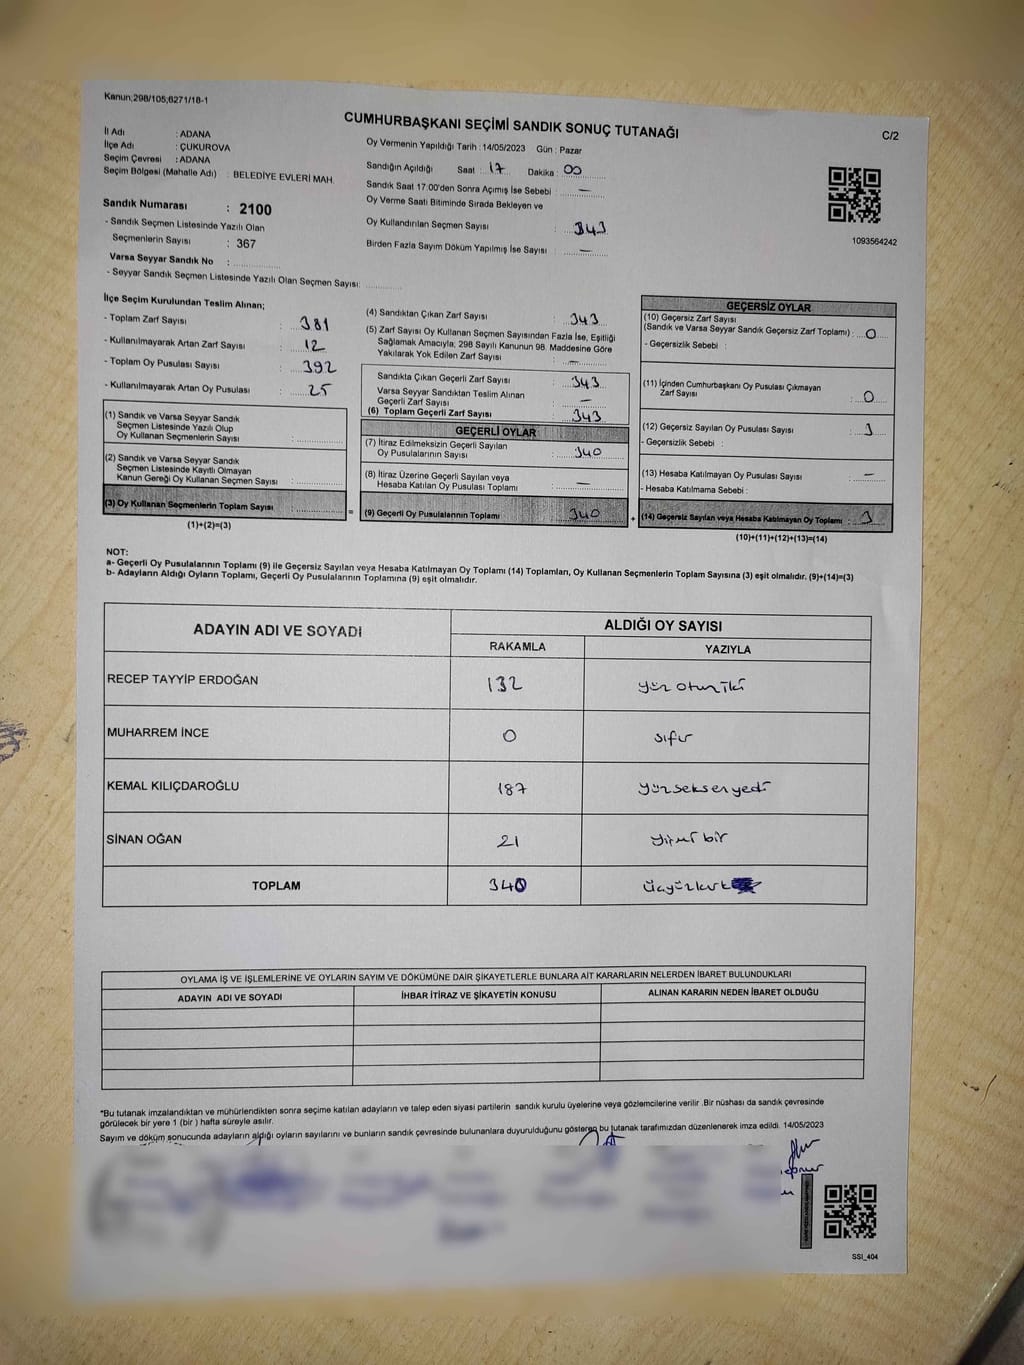 Kanun;298/105,6271/18-1
CUMHURBAŞKANI SEÇİMİ SANDIK SONUÇ TUTANAĞI
C/2
İl Adı : ADANA
İlçe Adı : ÇUKUROVA
Seçim Çevresi : ADANA
Seçim Bölgesi (Mahalle Adı) : BELEDİYE EVLERİ MAH.
Sandık Numarası : 2100
- Sandık Seçmen Listesinde Yazılı Olan
Seçmenlerin Sayısı : 367
Varsa Seyyar Sandık No :
- Seyyar Sandık Seçmen Listesinde Yazılı Olan Seçmen Sayısı:
Oy Vermenin Yapıldığı Tarih : 14/05/2023 Gün : Pazar
Sandığın Açıldığı Saat : 17 Dakika : 00
Sandık Saat 17:00'den Sonra Açımış İse Sebebi : —
Oy Verme Saati Bitiminde Sırada Bekleyen ve
Oy Kullandırılan Seçmen Sayısı : 343
Birden Fazla Sayım Döküm Yapılmış İse Sayısı : —
1093564242
İlçe Seçim Kurulundan Teslim Alınan;
- Toplam Zarf Sayısı : 381
- Kullanılmayarak Artan Zarf Sayısı : 12
- Toplam Oy Pusulası Sayısı : 392
- Kullanılmayarak Artan Oy Pusulası : 25
(1) Sandık ve Varsa Seyyar Sandık
Seçmen Listesinde Yazılı Olup
Oy Kullanan Seçmenlerin Sayısı :
(2) Sandık ve Varsa Seyyar Sandık
Seçmen Listesinde Kayıtlı Olmayan
Kanun Gereği Oy Kullanan Seçmen Sayısı :
(3) Oy Kullanan Seçmenlerin Toplam Sayısı :
(1)+(2)=(3)
(4) Sandıktan Çıkan Zarf Sayısı : 343
(5) Zarf Sayısı Oy Kullanan Seçmen Sayısından Fazla İse, Eşitliği
Sağlamak Amacıyla; 298 Sayılı Kanunun 98. Maddesine Göre
Yakılarak Yok Edilen Zarf Sayısı : —
Sandıkta Çıkan Geçerli Zarf Sayısı : 343
Varsa Seyyar Sandıktan Teslim Alınan
Geçerli Zarf Sayısı : —
(6) Toplam Geçerli Zarf Sayısı : 343
GEÇERLİ OYLAR
(7) İtiraz Edilmeksizin Geçerli Sayılan
Oy Pusulalarının Sayısı : 340
(8) İtiraz Üzerine Geçerli Sayılan veya
Hesaba Katılan Oy Pusulası Toplamı : —
= (9) Geçerli Oy Pusulalarının Toplamı : 340
GEÇERSİZ OYLAR
(10) Geçersiz Zarf Sayısı
(Sandık ve Varsa Seyyar Sandık Geçersiz Zarf Toplamı) : 0
- Geçersizlik Sebebi :
(11) İçinden Cumhurbaşkanı Oy Pusulası Çıkmayan
Zarf Sayısı : 0
(12) Geçersiz Sayılan Oy Pusulası Sayısı : 3
- Geçersizlik Sebebi :
(13) Hesaba Katılmayan Oy Pusulası Sayısı : —
- Hesaba Katılmama Sebebi :
+ (14) Geçersiz Sayılan veya Hesaba Katılmayan Oy Toplamı : 3
(10)+(11)+(12)+(13)=(14)
NOT:
a- Geçerli Oy Pusulalarının Toplamı (9) ile Geçersiz Sayılan veya Hesaba Katılmayan Oy Toplamı (14) Toplamları, Oy Kullanan Seçmenlerin Toplam Sayısına (3) eşit olmalıdır. (9)+(14)=(3)
b- Adayların Aldığı Oyların Toplamı, Geçerli Oy Pusulalarının Toplamına (9) eşit olmalıdır.
ADAYIN ADI VE SOYADI
ALDIĞI OY SAYISI
RAKAMLA YAZIYLA
RECEP TAYYİP ERDOĞAN 132 yüz otuz iki
MUHARREM İNCE 0 sıfır
KEMAL KILIÇDAROĞLU 187 yüzseksenyedi
SİNAN OĞAN 21 yirmi bir
TOPLAM 340 üçyüzkırk
OYLAMA İŞ VE İŞLEMLERİNE VE OYLARIN SAYIM VE DÖKÜMÜNE DAİR ŞİKAYETLERLE BUNLARA AİT KARARLARIN NELERDEN İBARET BULUNDUKLARI
ADAYIN ADI VE SOYADI İHBAR İTİRAZ VE ŞİKAYETİN KONUSU ALINAN KARARIN NEDEN İBARET OLDUĞU
*Bu tutanak imzalandıktan ve mühürlendikten sonra seçime katılan adayların ve talep eden siyasi partilerin sandık kurulu üyelerine veya gözlemcilerine verilir .Bir nüshası da sandık çevresinde
görülecek bir yere 1 (bir ) hafta süreyle asılır.
Sayım ve döküm sonucunda adayların aldığı oyların sayılarını ve bunların sandık çevresinde bulunanlara duyurulduğunu gösteren bu tutanak tarafımızdan düzenlenerek imza edildi. 14/05/2023
SSI_404